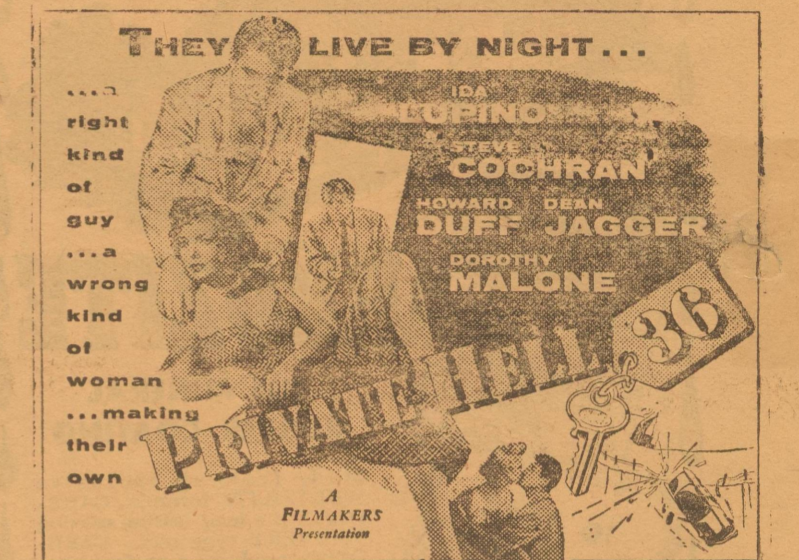 THEY LIVE BY NIGHT...
...a
right
kind
of
guy
...a
wrong
kind
of
woman
...making
their
own
IDA
LUPINO
STEVE
COCHRAN
HOWARD DEAN
DUFF JAGGER
DOROTHY
MALONE
PRIVATE HELL 36
A
FILMAKERS
Presentation